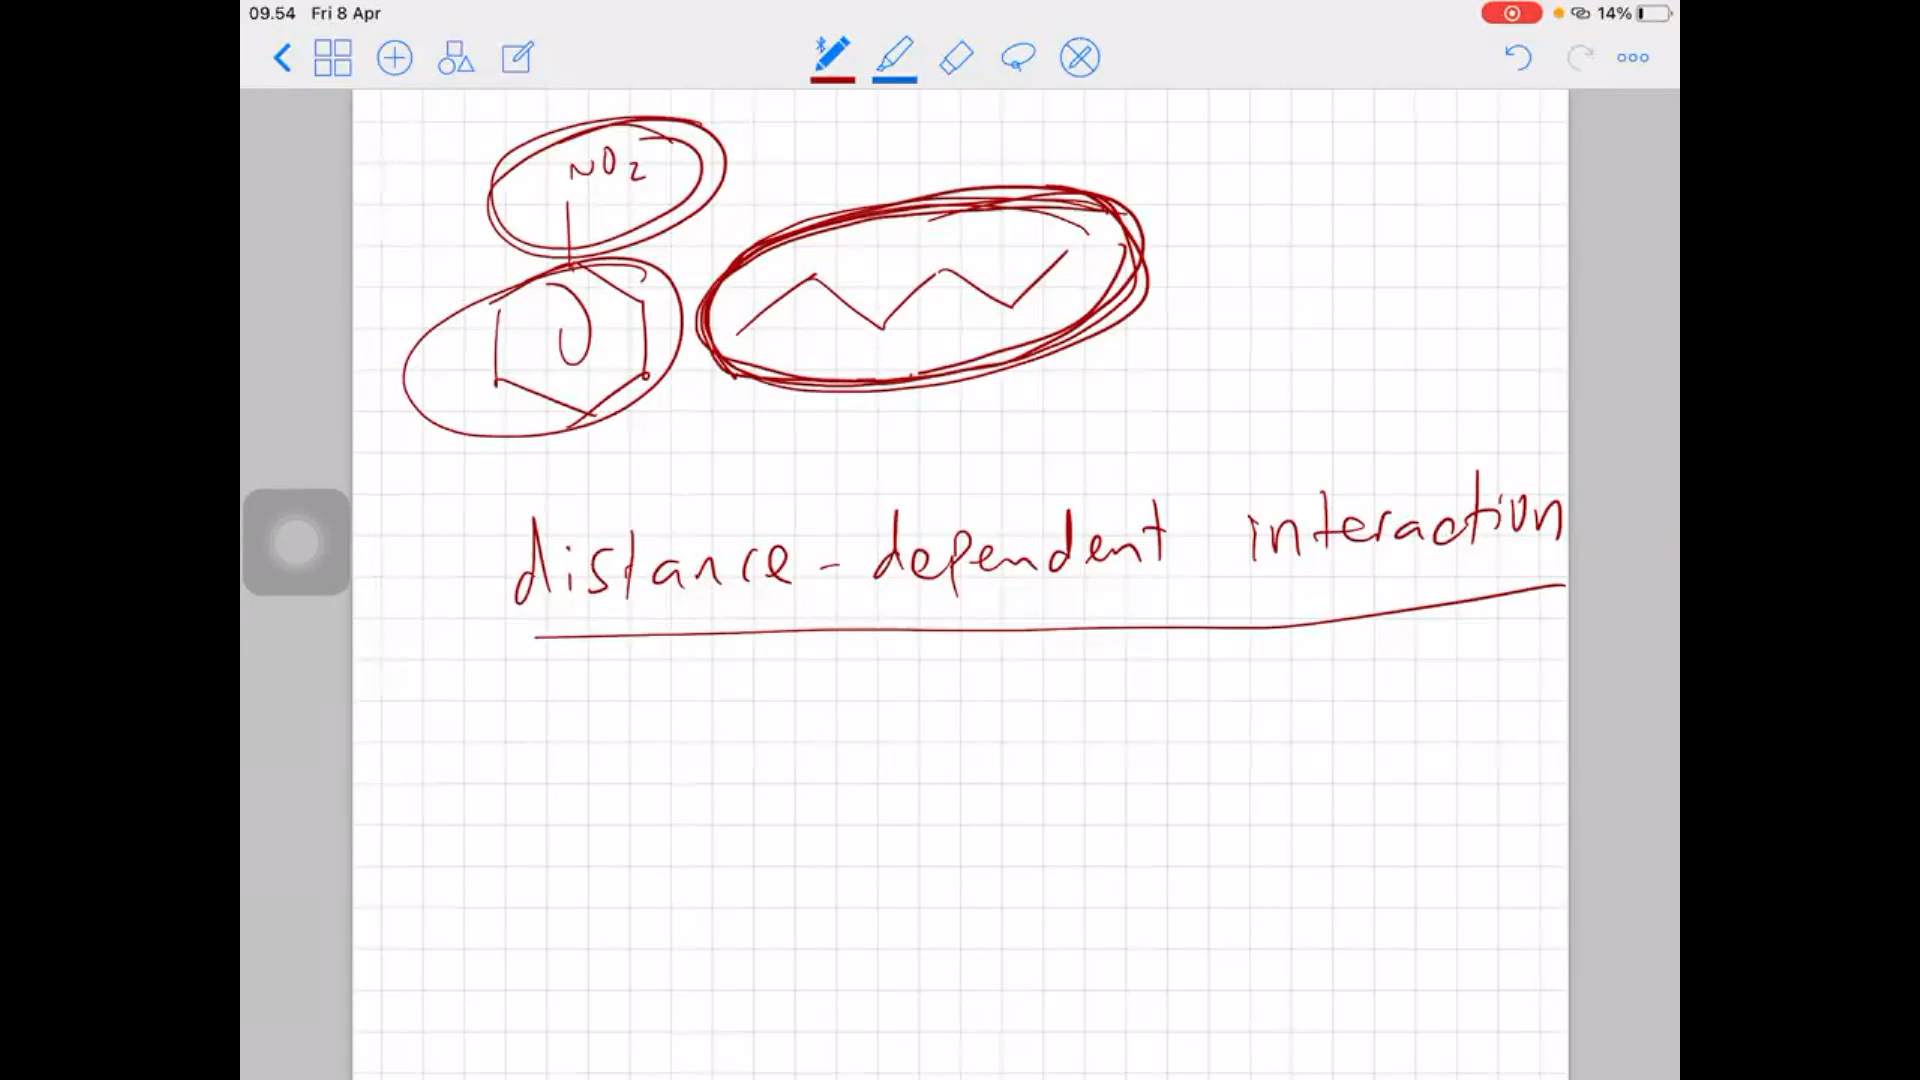 09.54 Fri 8 Apr 14%
NO2
distance-dependent interaction